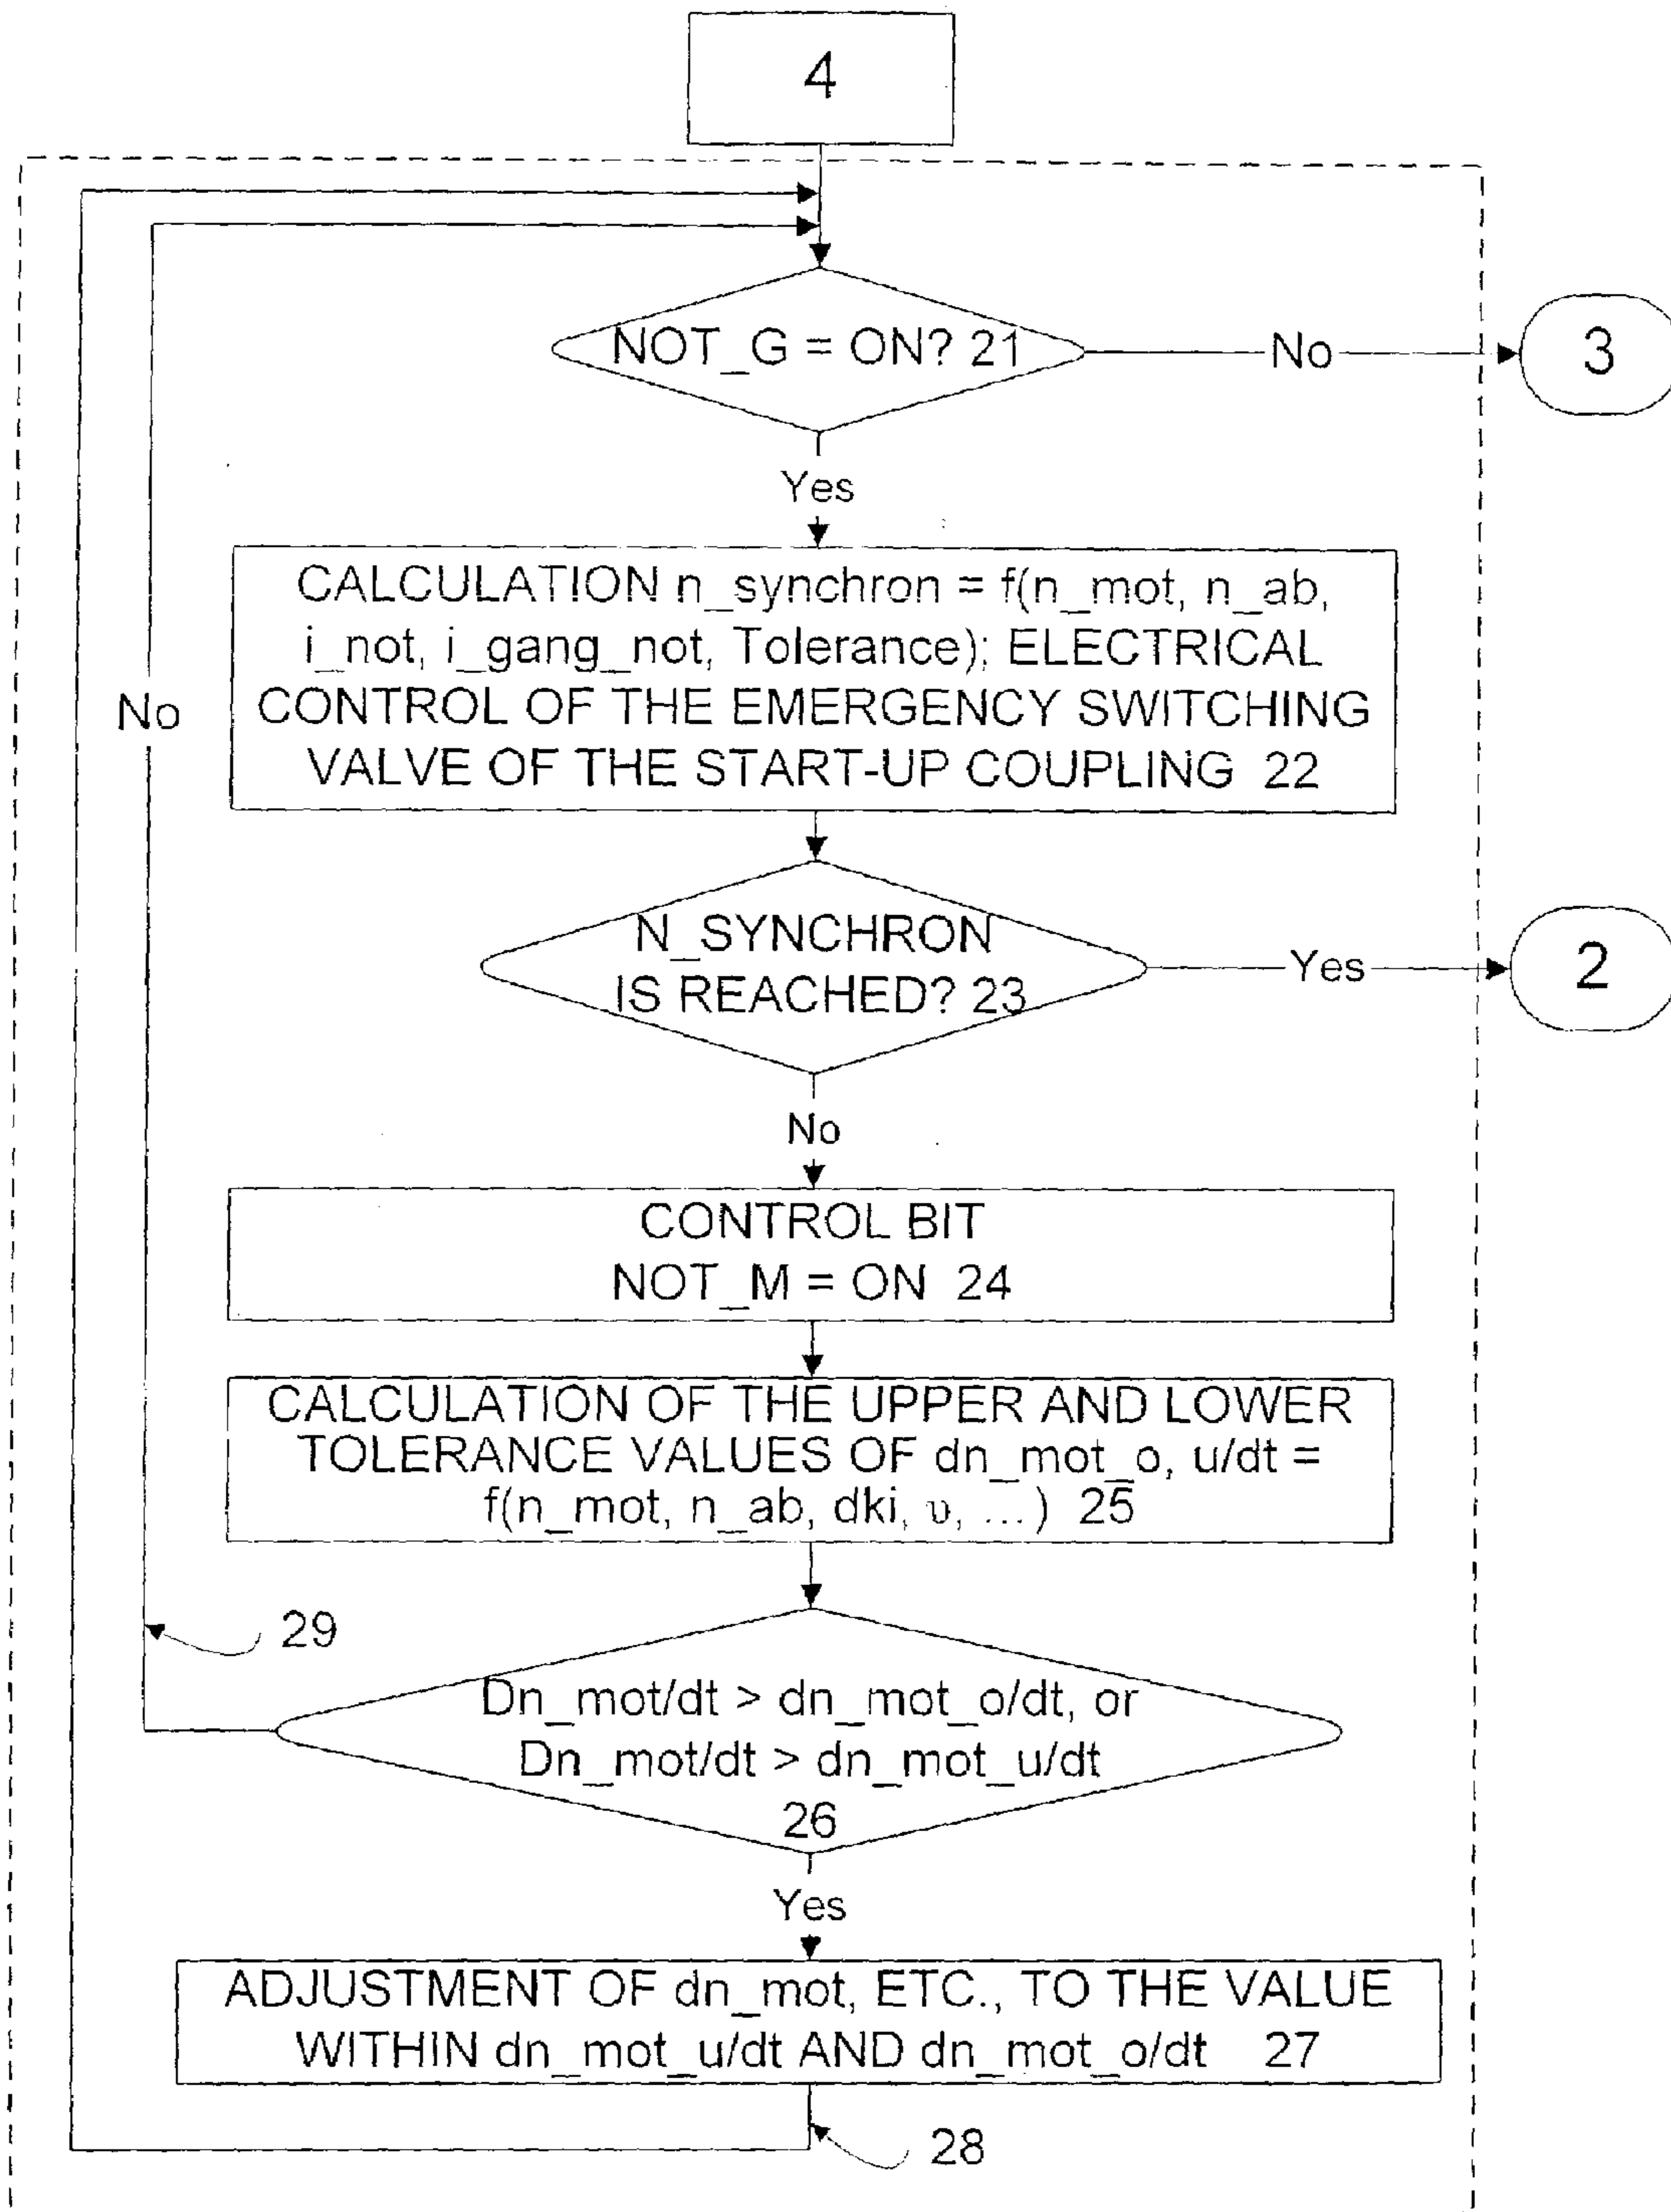 4
NOT_G = ON? 21
No
3
Yes
CALCULATION n_synchron = f(n_mot, n_ab,
i_not, i_gang_not, Tolerance); ELECTRICAL
CONTROL OF THE EMERGENCY SWITCHING
VALVE OF THE START-UP COUPLING 22
No
N_SYNCHRON
IS REACHED? 23
Yes
2
No
CONTROL BIT
NOT_M = ON 24
CALCULATION OF THE UPPER AND LOWER
TOLERANCE VALUES OF dn_mot_o, u/dt =
f(n_mot, n_ab, dki, υ, ...) 25
29
Dn_mot/dt > dn_mot_o/dt, or
Dn_mot/dt > dn_mot_u/dt
26
Yes
ADJUSTMENT OF dn_mot, ETC., TO THE VALUE
WITHIN dn_mot_u/dt AND dn_mot_o/dt 27
28